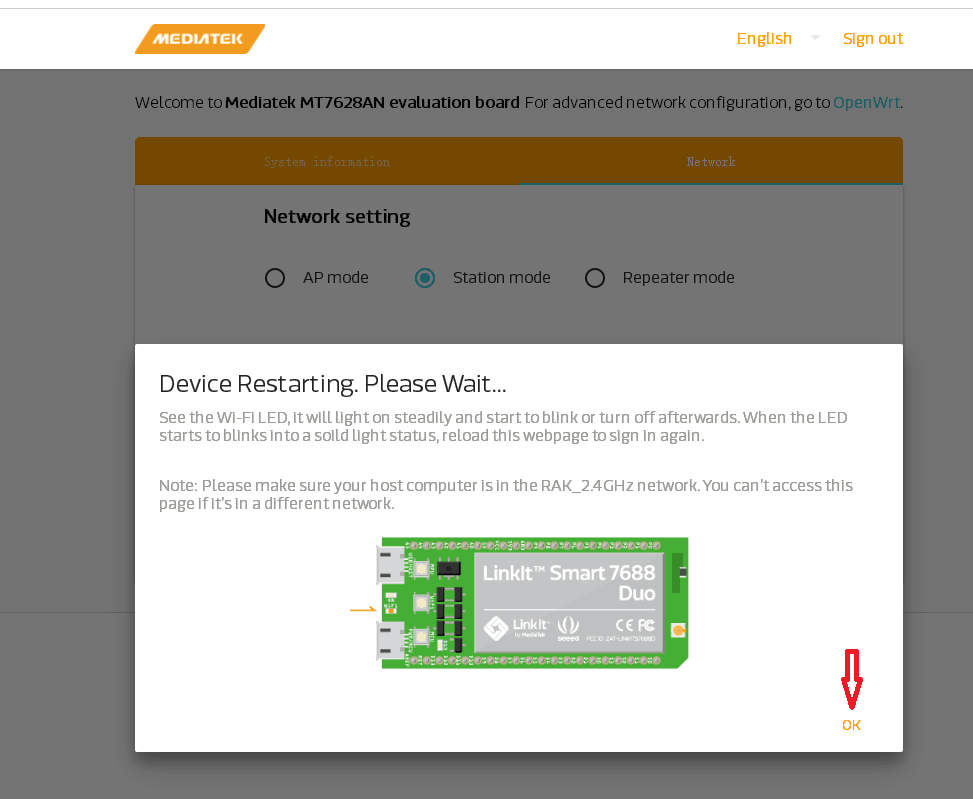 MEDIATEK
English
Sign out
Welcome to Mediatek MT7628AN evaluation board For advanced network configuration, go to OpenWrt.
System information
Network
Network setting
AP mode
Station mode
Repeater mode
Device Restarting. Please Wait...
See the Wi-Fi LED, it will light on steadily and start to blink or turn off afterwards. When the LED
starts to blinks into a soild light status, reload this webpage to sign in again.
Note: Please make sure your host computer is in the RAK_2.4GHz network. You can't access this
page if it's in a different network.
LinkIt™ Smart 7688
Duo
LinkIt™
by MediaTek
seeed
CE FC
OK